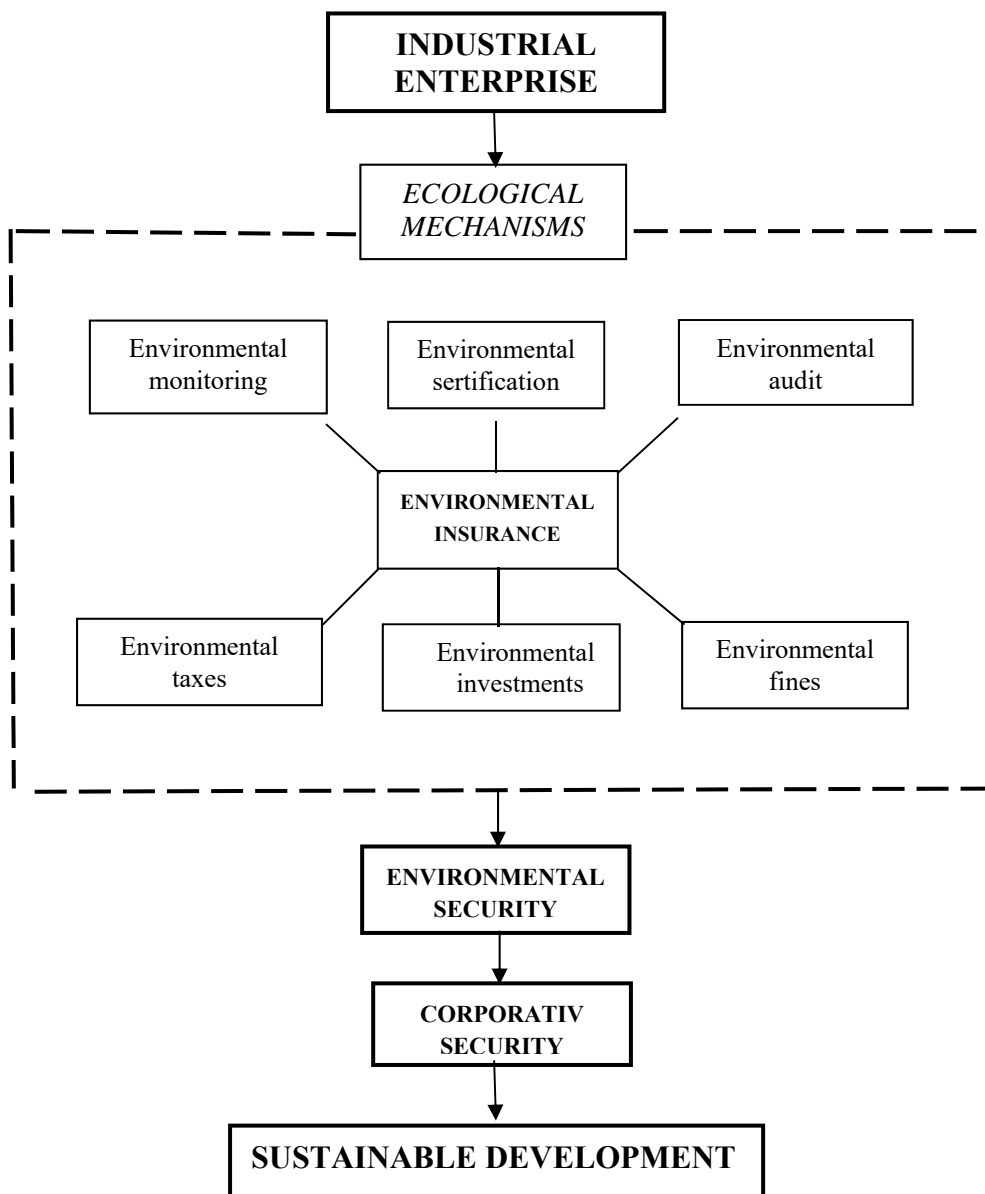 INDUSTRIAL
ENTERPRISE
ECOLOGICAL
MECHANISMS
Environmental
monitoring
Environmental
sertification
Environmental
audit
ENVIRONMENTAL
INSURANCE
Environmental
taxes
Environmental
investments
Environmental
fines
ENVIRONMENTAL
SECURITY
CORPORATIV
SECURITY
SUSTAINABLE DEVELOPMENT